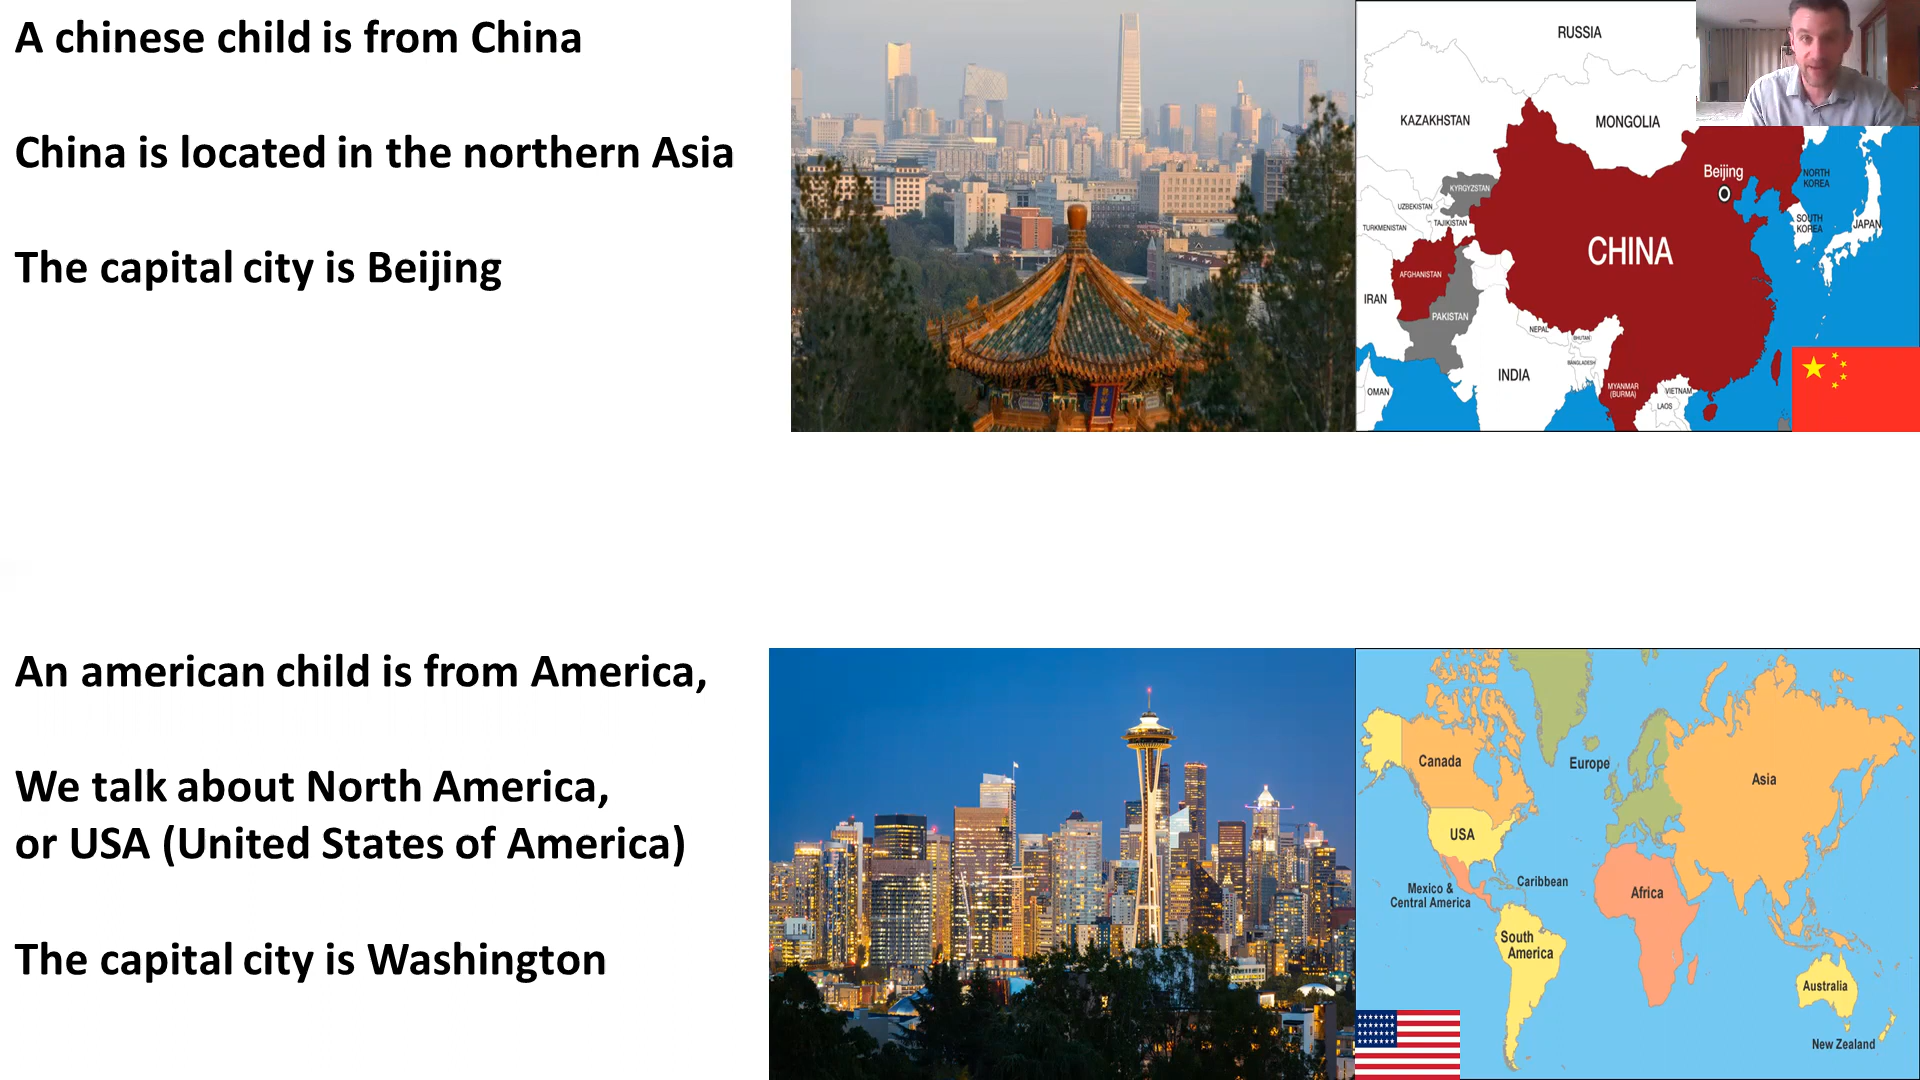 A chinese child is from China
China is located in the northern Asia
The capital city is Beijing
RUSSIA
KAZAKHSTAN
MONGOLIA
Beijing
NORTH
KOREA
KYRGYZSTAN
UZBEKISTAN
TAJIKISTAN
TURKMENISTAN
SOUTH
KOREA
JAPAN
CHINA
AFGHANISTAN
IRAN
PAKISTAN
NEPAL
BHUTAN
BANGLADESH
INDIA
OMAN
MYANMAR
(BURMA)
VIETNAM
LAOS
An american child is from America,
We talk about North America,
or USA (United States of America)
The capital city is Washington
Canada
Europe
Asia
USA
Caribbean
Mexico &
Central America
Africa
South
America
Australia
New Zealand